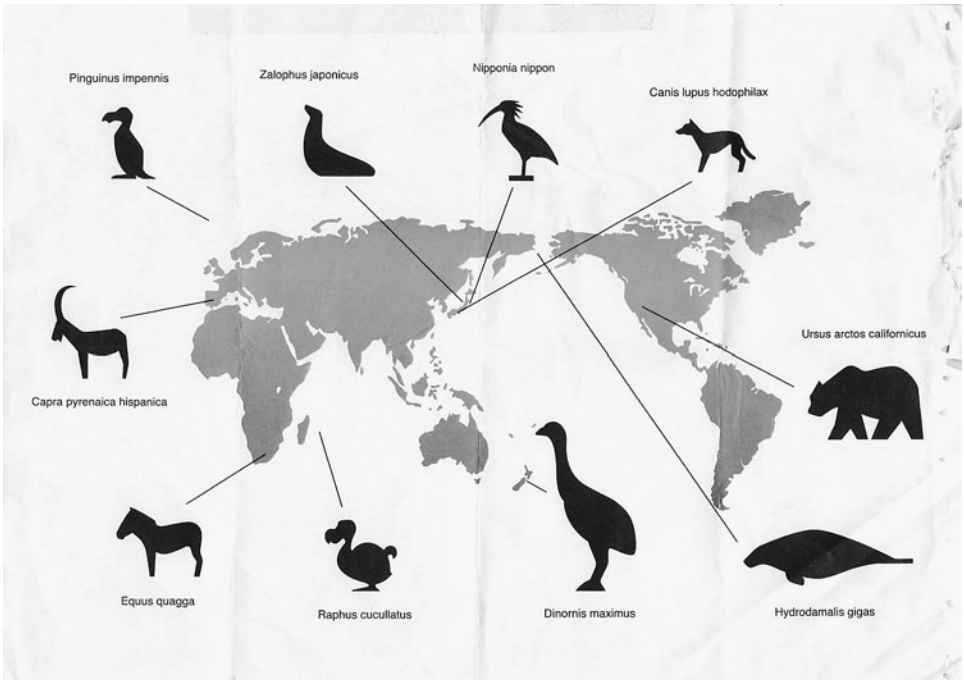 Pinguinus impennis
Zalophus japonicus
Nipponia nippon
Canis lupus hodophilax
Capra pyrenaica hispanica
Ursus arctos californicus
Equus quagga
Raphus cucullatus
Dinornis maximus
Hydrodamalis gigas